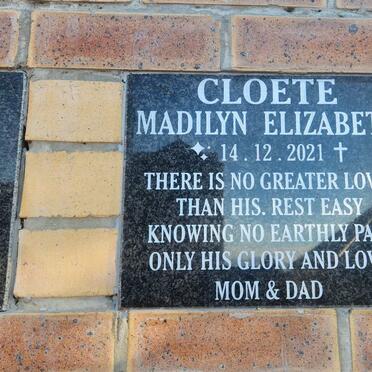 CLOETE
MADILYN ELIZABET
14.12.2021
THERE IS NO GREATER LOV
THAN HIS. REST EASY
KNOWING NO EARTHLY PA
ONLY HIS GLORY AND LOV
MOM & DAD